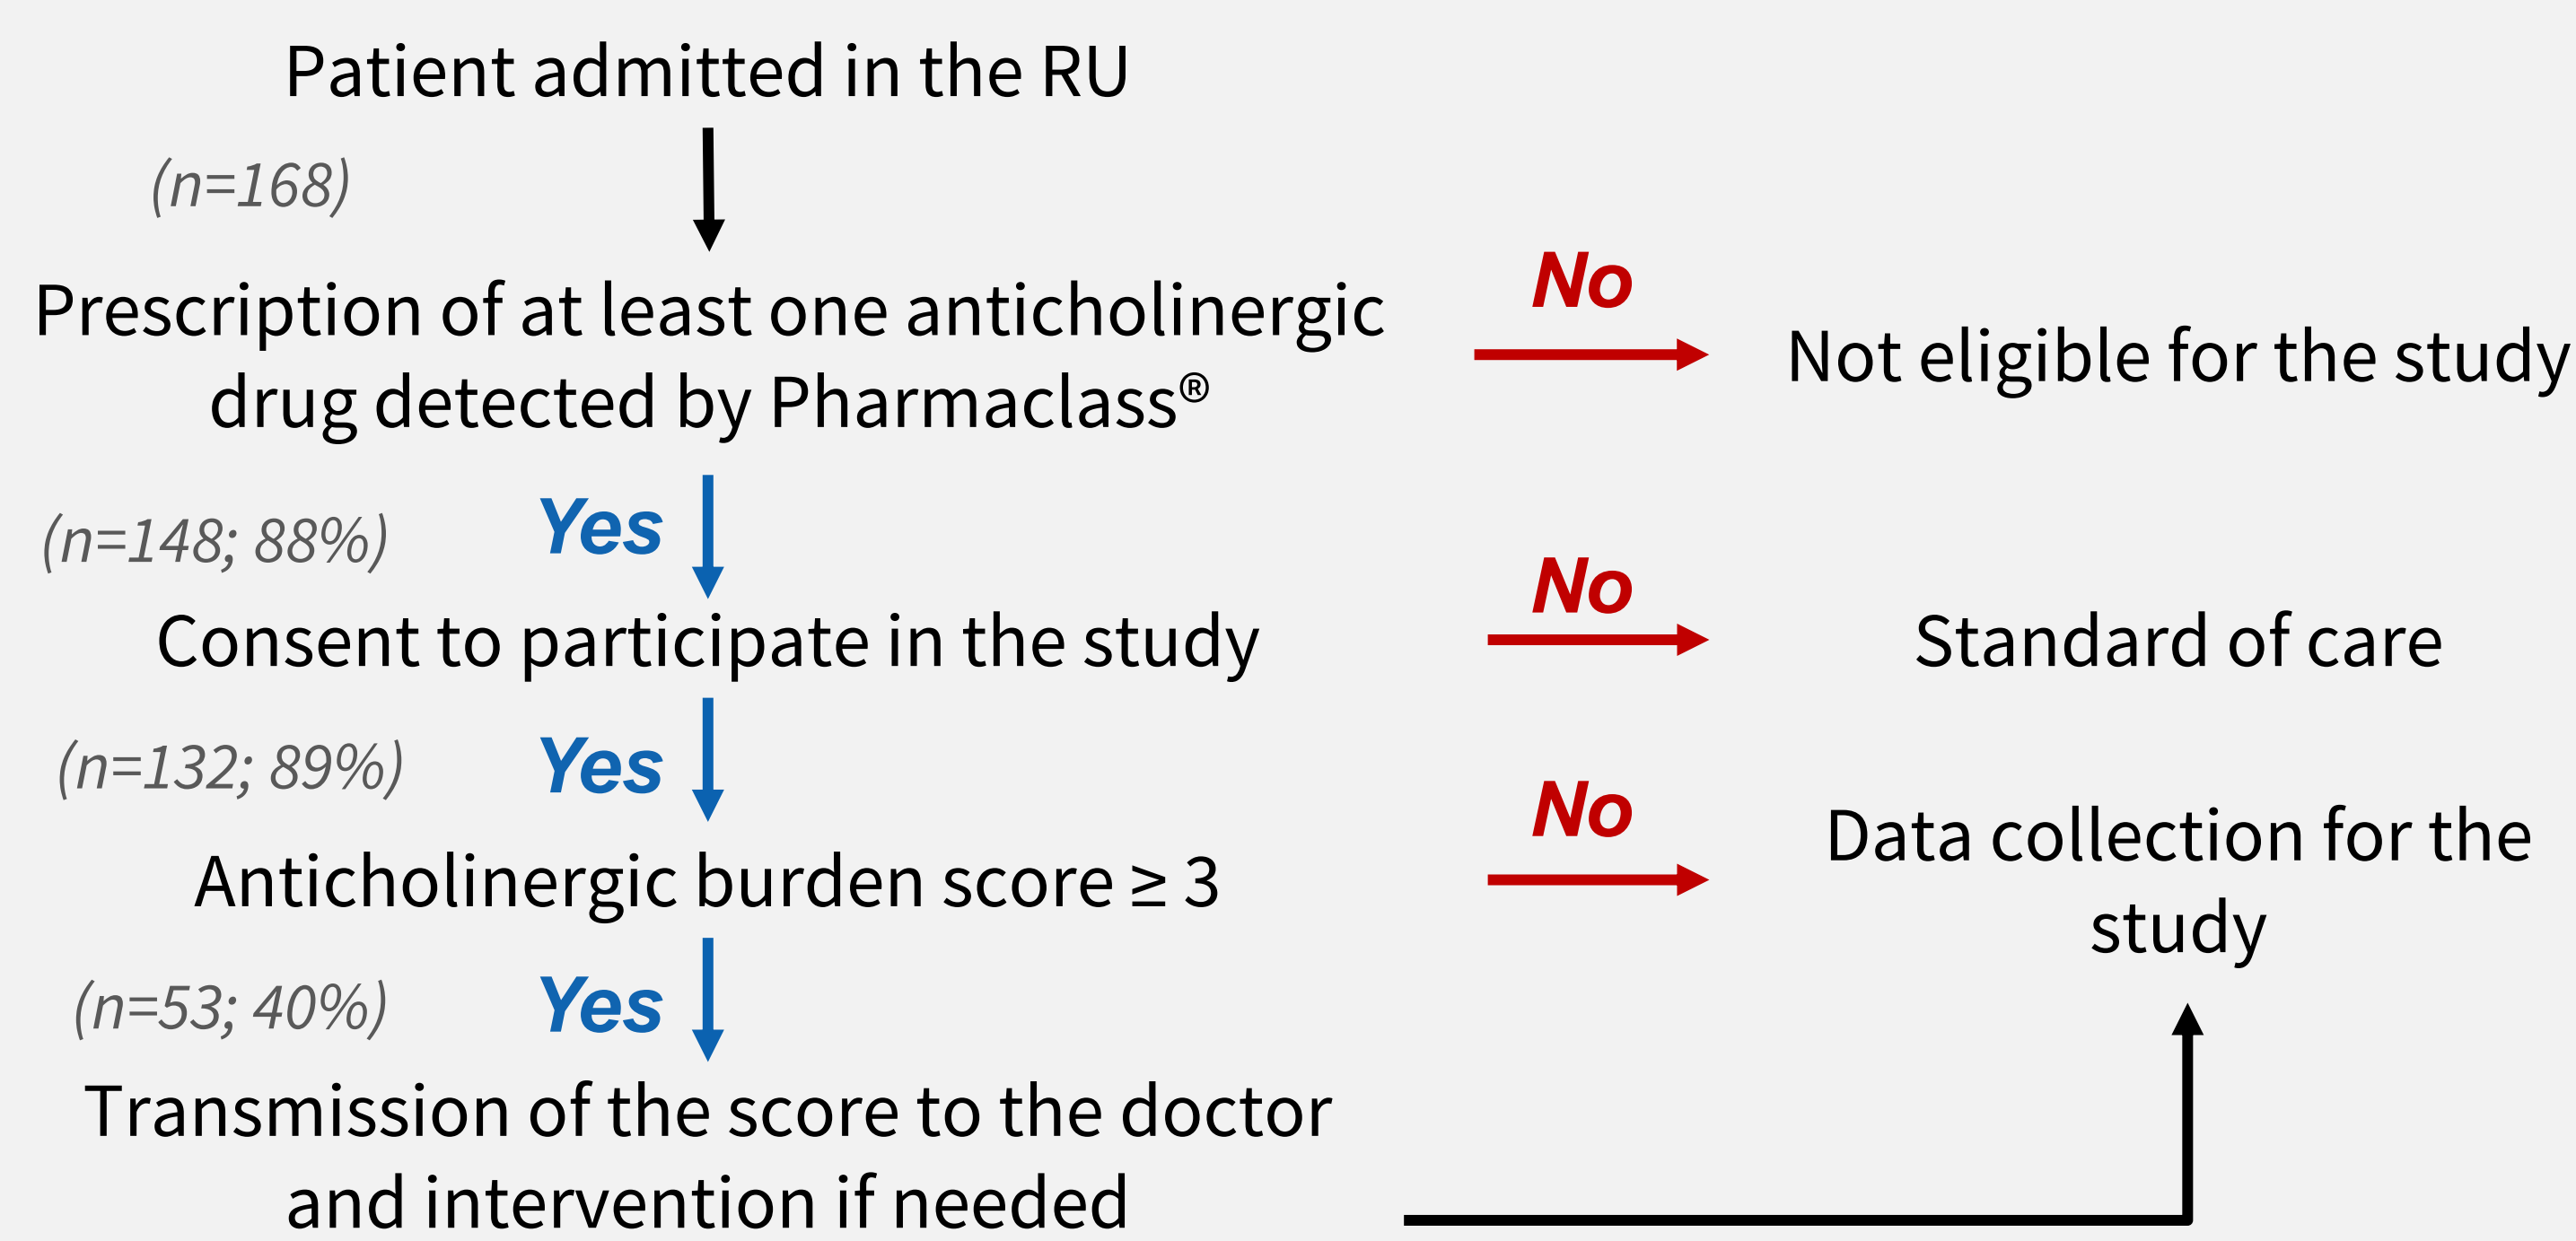 Patient admitted in the RU
(n=168)
No
Prescription of at least one anticholinergic
drug detected by Pharmaclass®
Not eligible for the study
(n=148; 88%)
Yes
No
Consent to participate in the study
Standard of care
(n=132; 89%)
Yes
No
Anticholinergic burden score ≥ 3
Data collection for the
study
(n=53; 40%)
Yes
Transmission of the score to the doctor
and intervention if needed